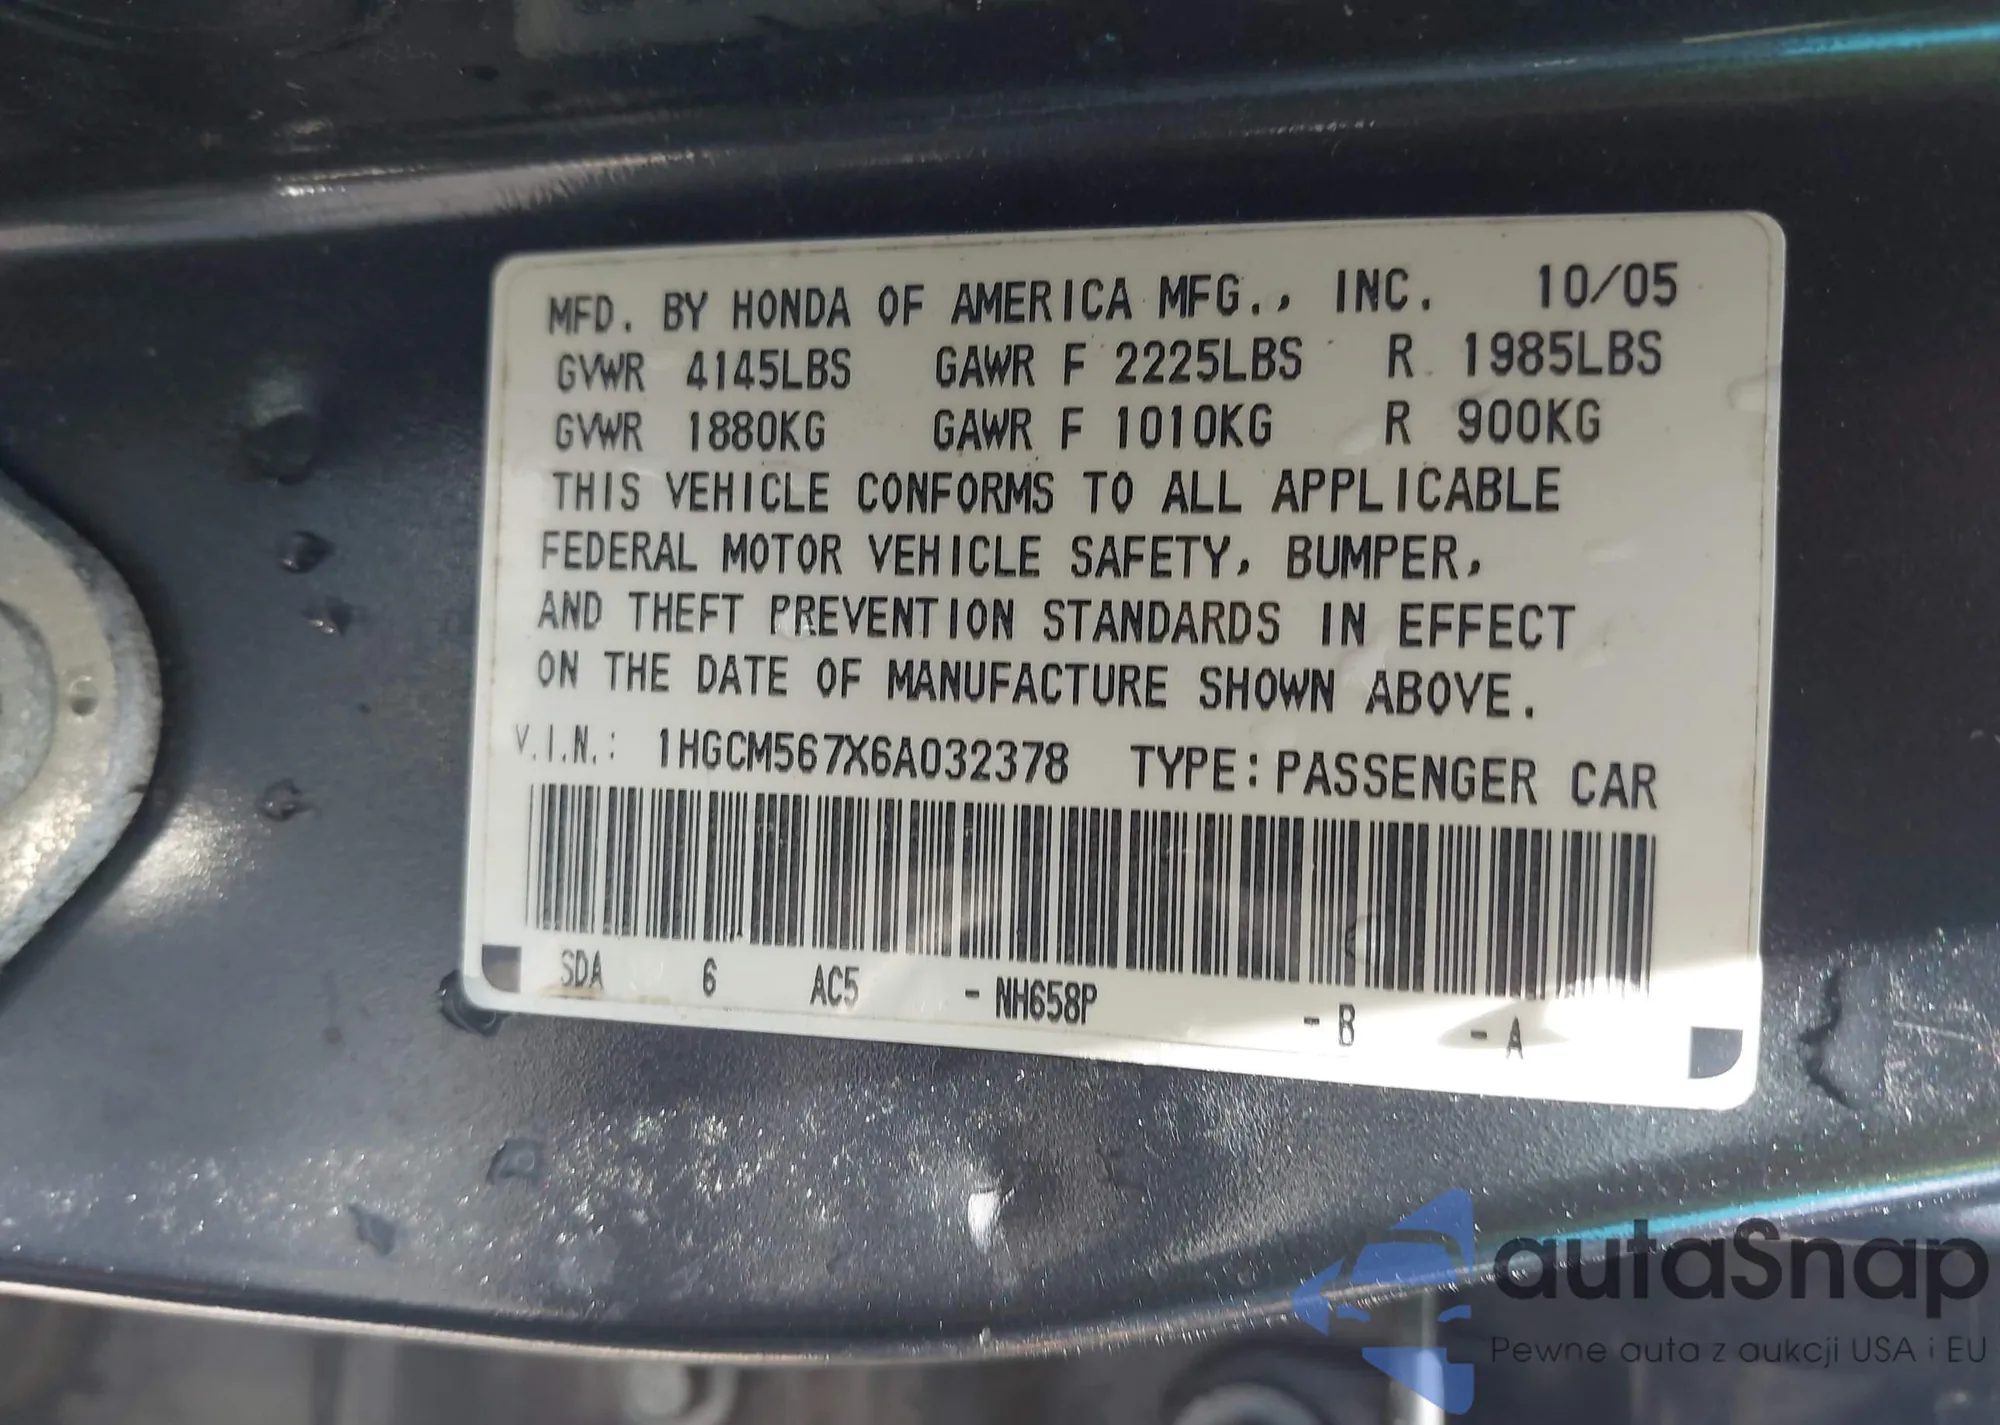 MFD. BY HONDA OF AMERICA MFG., INC. 10/05
GVWR 4145LBS GAWR F 2225LBS R 1985LBS
GVWR 1880KG GAWR F 1010KG R 900KG
THIS VEHICLE CONFORMS TO ALL APPLICABLE
FEDERAL MOTOR VEHICLE SAFETY, BUMPER,
AND THEFT PREVENTION STANDARDS IN EFFECT
ON THE DATE OF MANUFACTURE SHOWN ABOVE.
V.I.N.: 1HGCM567X6A032378 TYPE: PASSENGER CAR
SDA 6 AC5 - NH658P - B - A
autaSnap
Pewne auta z aukcji USA i EU